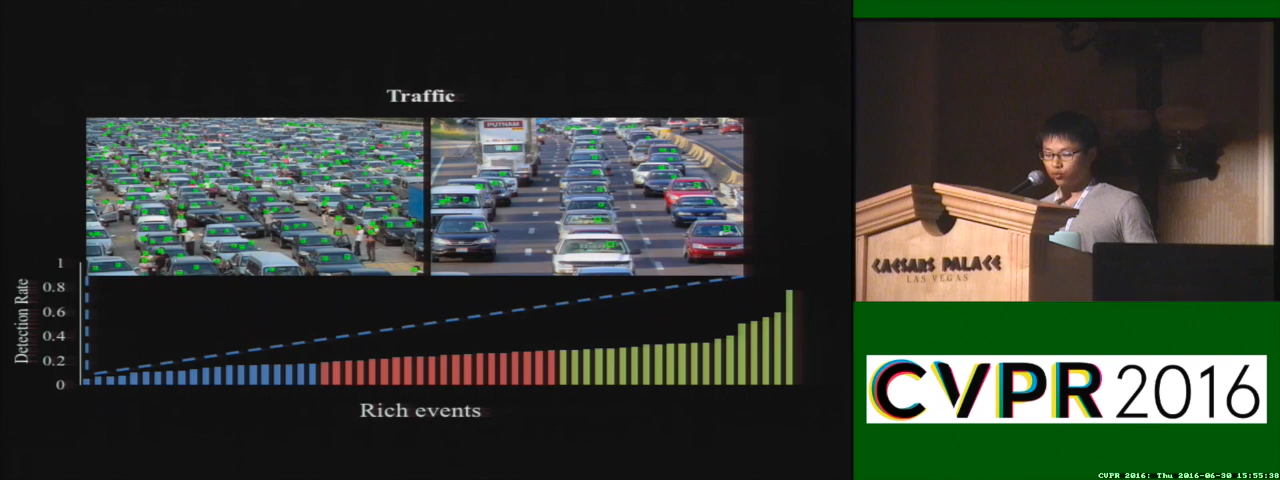 Traffic
PUTNAM
1
0.8
0.6
0.4
0.2
0
Detection Rate
Rich events
CAESARS PALACE
LAS VEGAS
CVPR 2016
CVPR 2016: Thu 2016-06-30 15:55:38